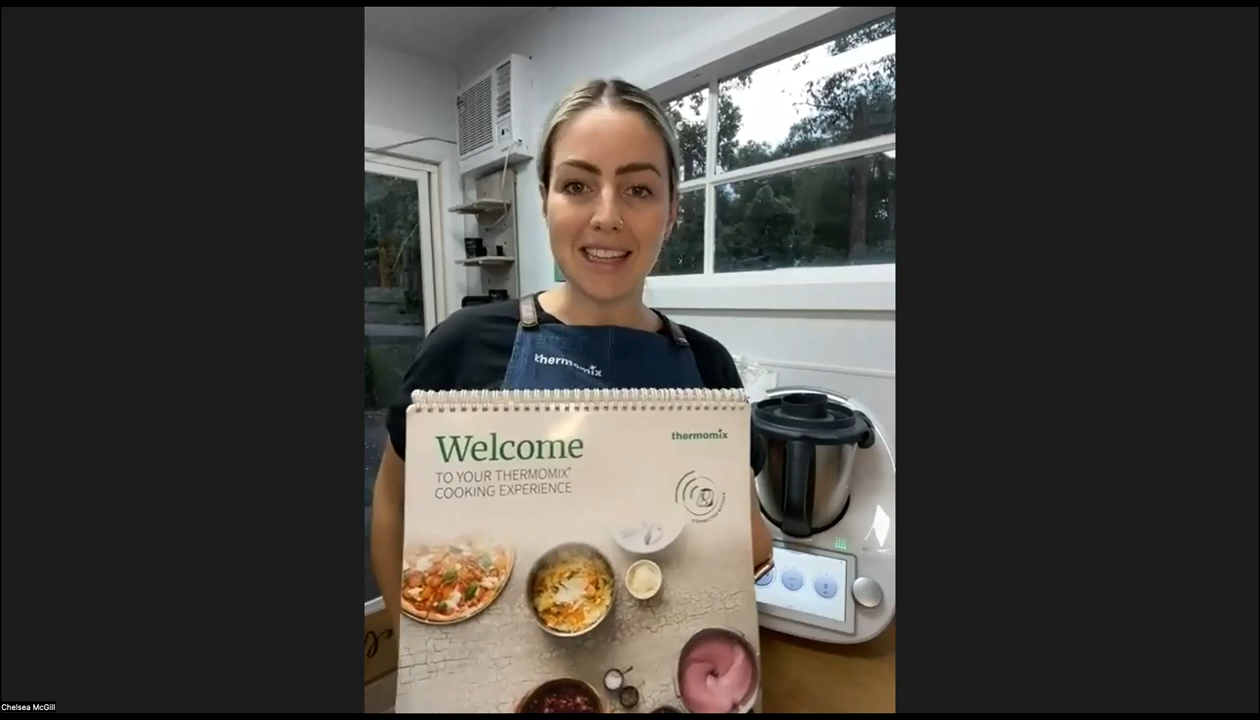 thermomix
Welcome
thermomix
TO YOUR THERMOMIX®
COOKING EXPERIENCE
Chelsea McGill